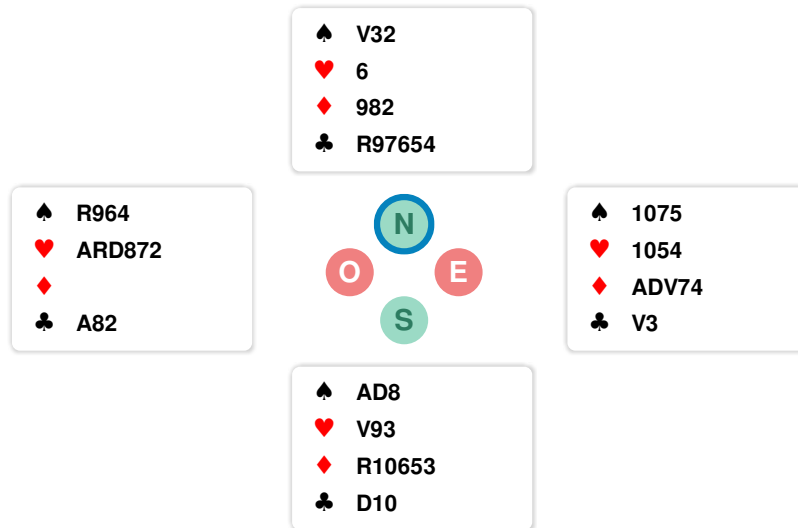 ♠ V32
♥ 6
♦ 982
♣ R97654
♠ R964
♥ ARD872
♦
♣ A82
N
O E
S
♠ 1075
♥ 1054
♦ ADV74
♣ V3
♠ AD8
♥ V93
♦ R10653
♣ D10